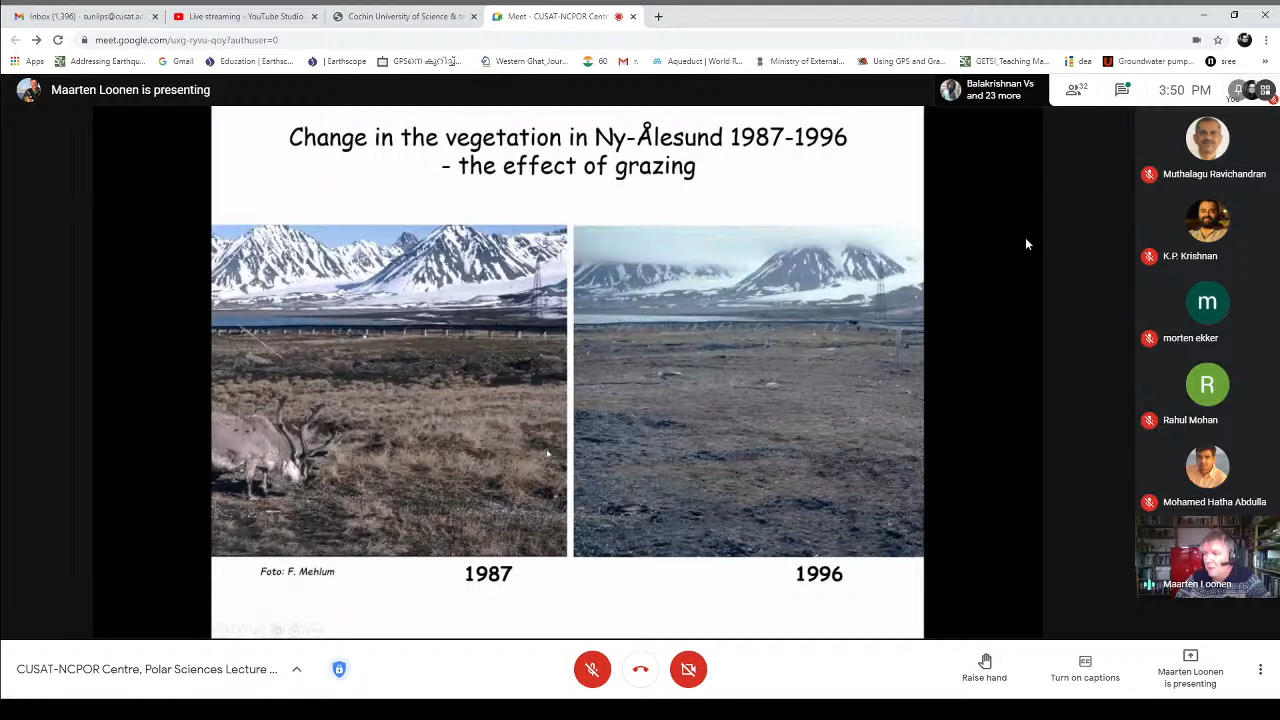 Inbox (1,396) - sunilps@cusat.ac
Live streaming - YouTube Studio
Cochin University of Science & te
Meet - CUSAT-NCPOR Centr
meet.google.com/uxg-ryvu-qoy?authuser=0
Apps
Addressing Earthqu...
Gmail
Education | Earths...
Earthscope
Western Ghat_Jour...
60
r.
Aqueduct | World R...
Ministry of External...
Using GPS and Gra...
GETSI_Teaching Ma...
dea
Groundwater pump...
sree
Maarten Loonen is presenting
Balakrishnan Vs
and 23 more
32
3:50 PM
You
Change in the vegetation in Ny-Ålesund 1987-1996
- the effect of grazing
Muthalagu Ravichandran
K.P. Krishnan
m
morten ekker
R
Rahul Mohan
Mohamed Hatha Abdulla
Maarten Loonen
Foto: F. Mehlum
1987
1996
CUSAT-NCPOR Centre, Polar Sciences Lecture ...
Raise hand
Turn on captions
Maarten Loonen
is presenting